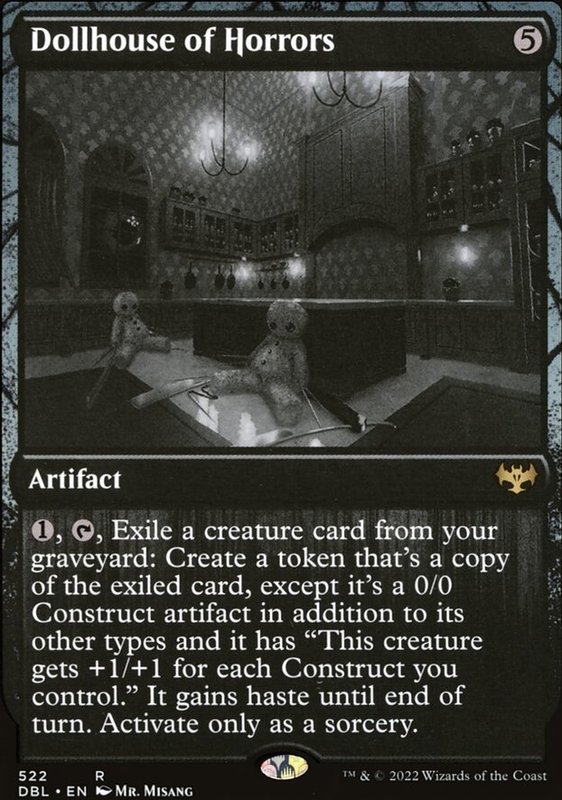 Dollhouse of Horrors 5
Artifact
1, Exile a creature card from your
graveyard: Create a token that's a copy
of the exiled card, except it's a 0/0
Construct artifact in addition to its
other types and it has “This creature
gets +1/+1 for each Construct you
control.” It gains haste until end of
turn. Activate only as a sorcery.
522 R
DBL • EN Mr. Misang
™ & © 2022 Wizards of the Coast